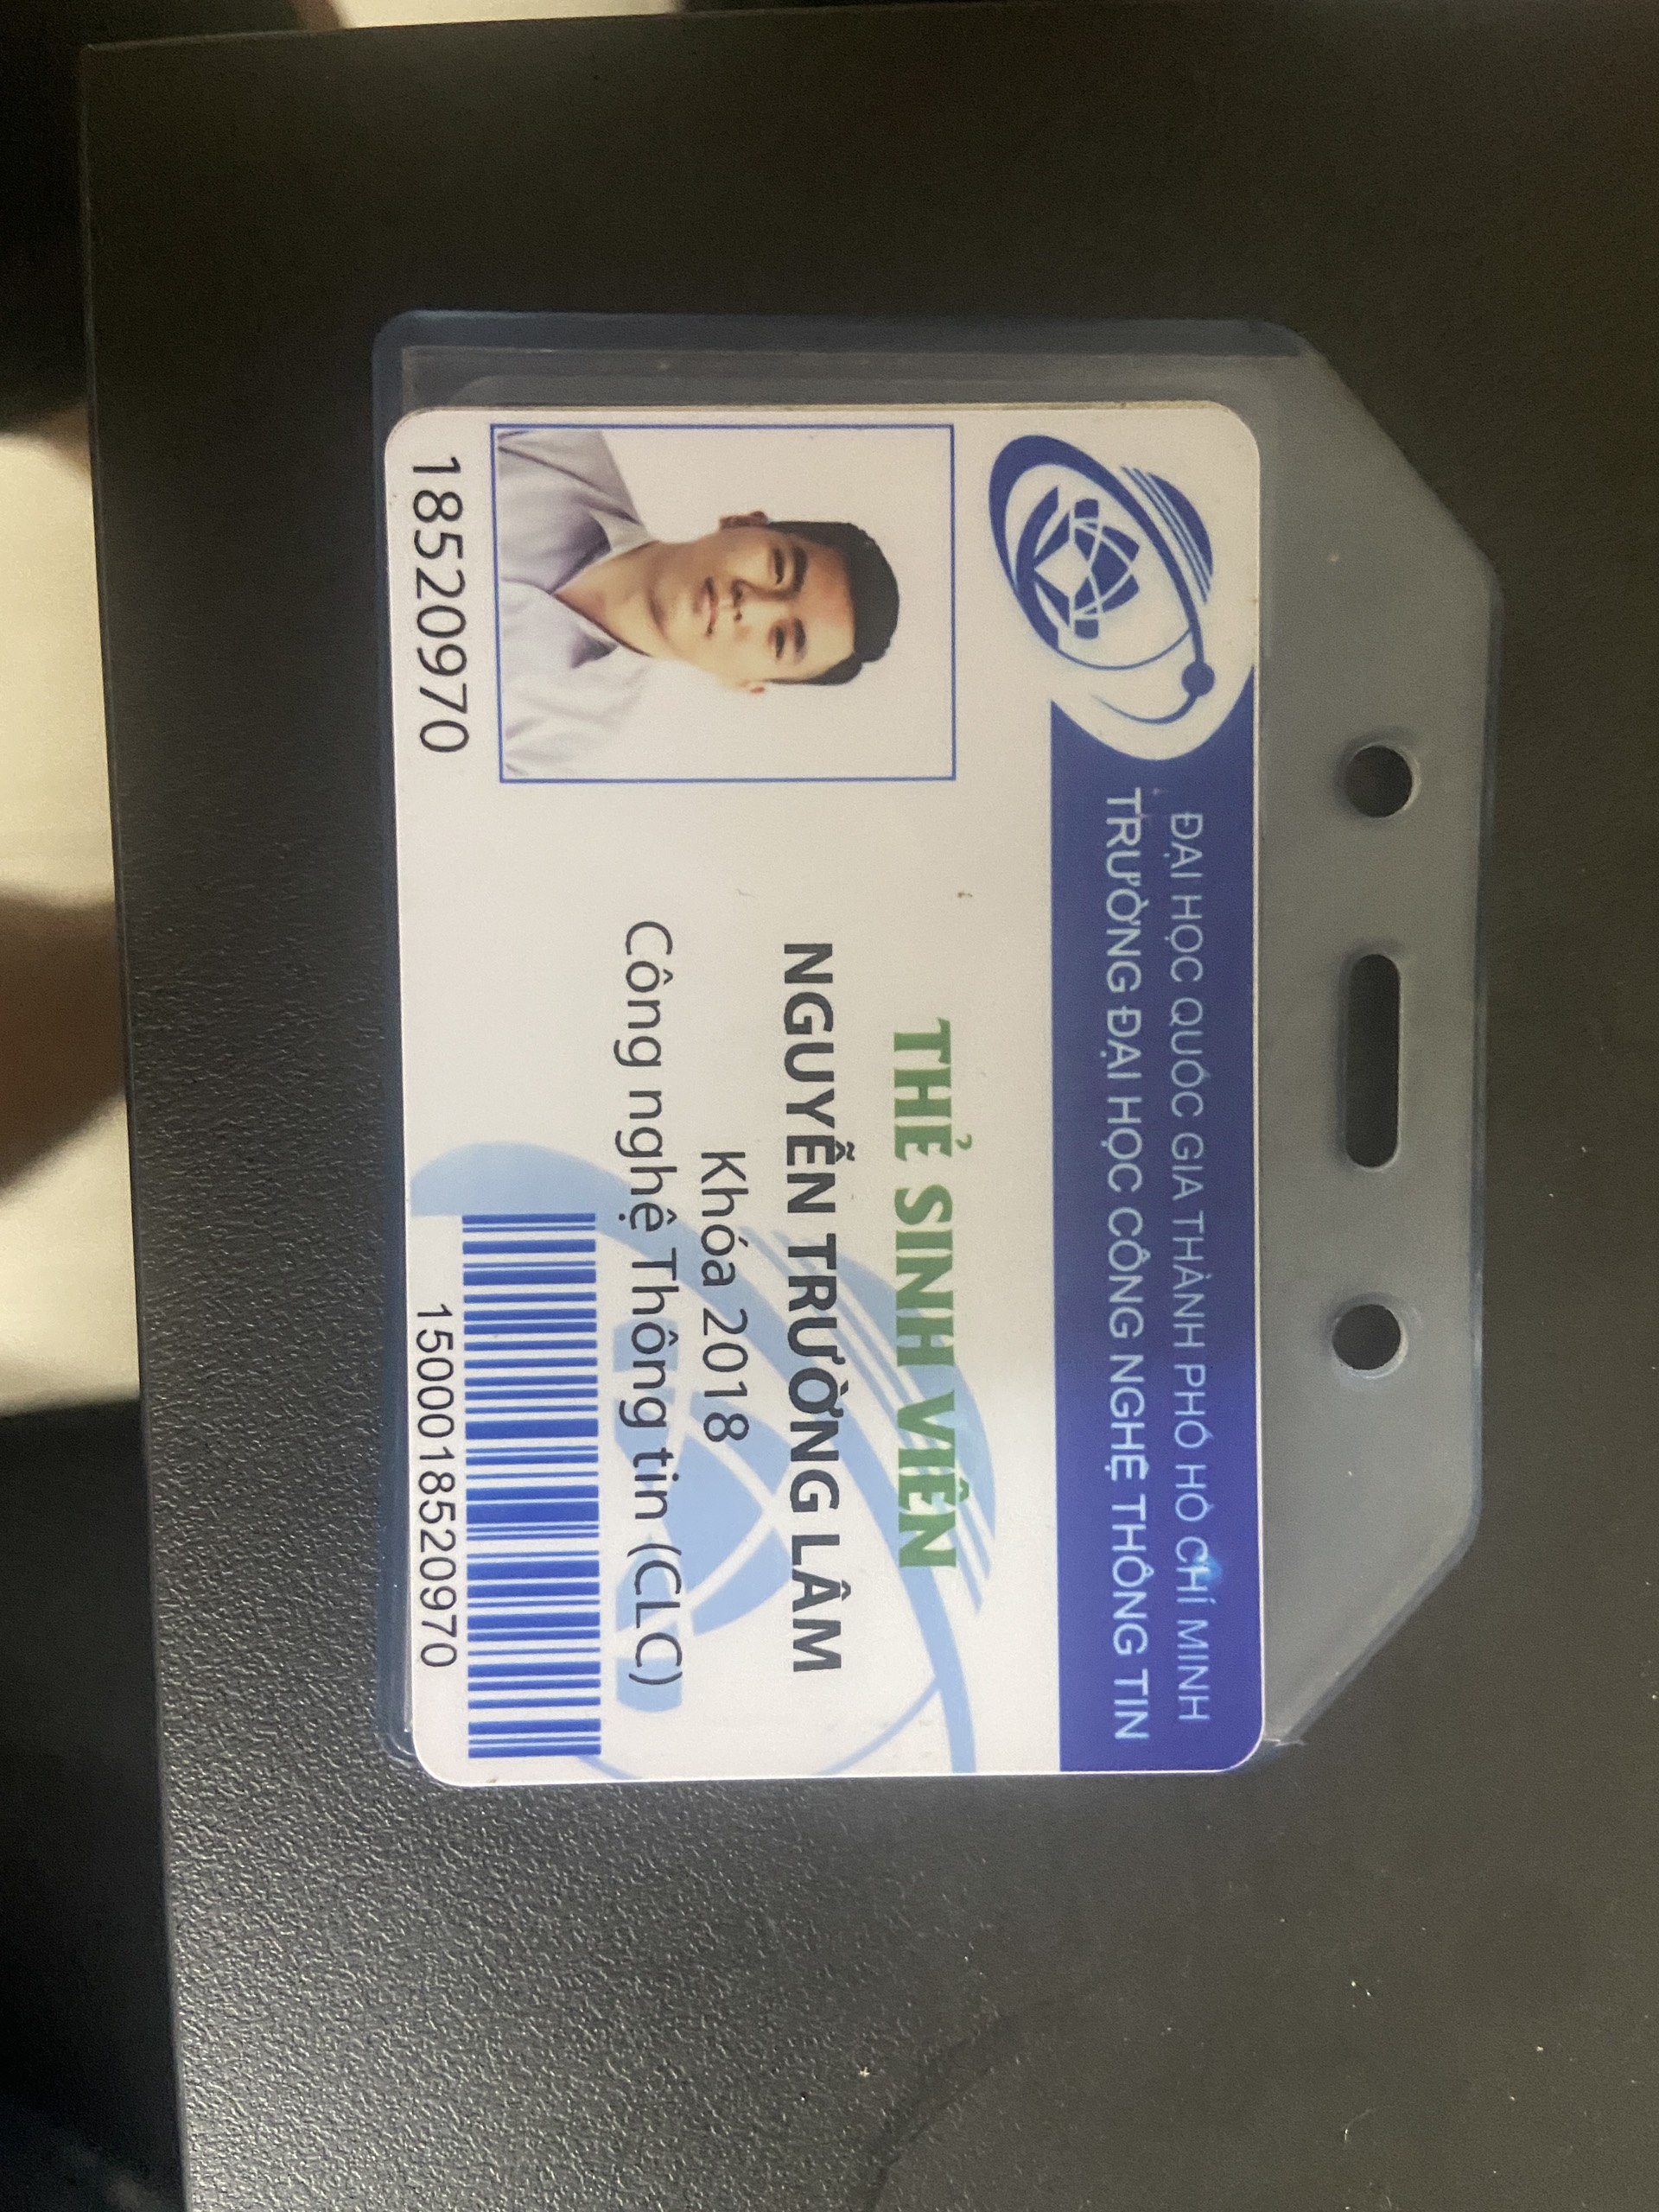 ĐẠI HỌC QUỐC GIA THÀNH PHỐ HỒ CHÍ MINH
TRƯỜNG ĐẠI HỌC CÔNG NGHỆ THÔNG TIN
THẺ SINH VIÊN
NGUYỄN TRƯỜNG LÂM
Khóa 2018
Công nghệ Thông tin (CLC)
18520970
1500018520970